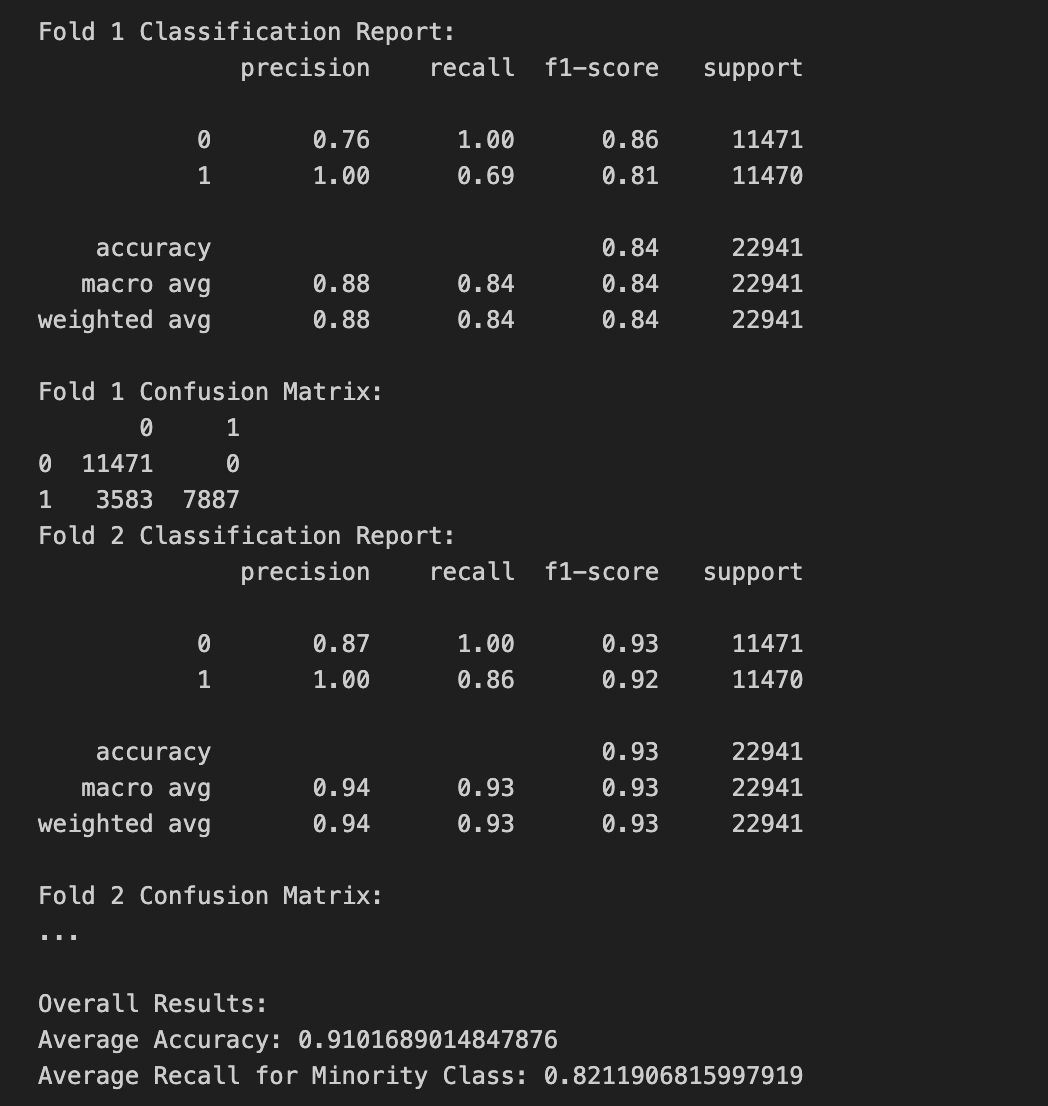 Fold 1 Classification Report:
precision recall f1-score support
0 0.76 1.00 0.86 11471
1 1.00 0.69 0.81 11470
accuracy 0.84 22941
macro avg 0.88 0.84 0.84 22941
weighted avg 0.88 0.84 0.84 22941
Fold 1 Confusion Matrix:
0 1
0 11471 0
1 3583 7887
Fold 2 Classification Report:
precision recall f1-score support
0 0.87 1.00 0.93 11471
1 1.00 0.86 0.92 11470
accuracy 0.93 22941
macro avg 0.94 0.93 0.93 22941
weighted avg 0.94 0.93 0.93 22941
Fold 2 Confusion Matrix:
...
Overall Results:
Average Accuracy: 0.9101689014847876
Average Recall for Minority Class: 0.8211906815997919